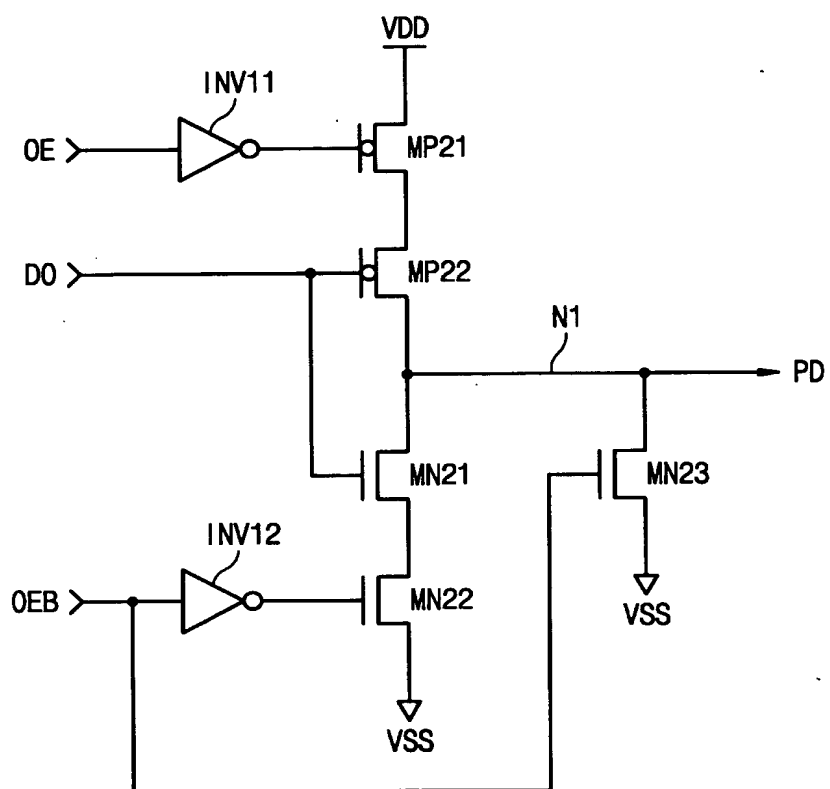 VDD
INV11
OE
MP21
DO
MP22
N1
PD
MN21
MN23
INV12
OEB
MN22
VSS
VSS